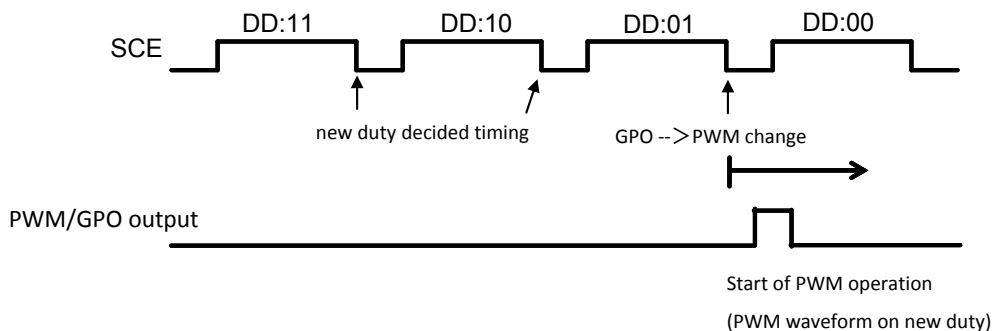 DD:11 DD:10 DD:01 DD:00
SCE
new duty decided timing
GPO -->PWM change
PWM/GPO output
Start of PWM operation
(PWM waveform on new duty)